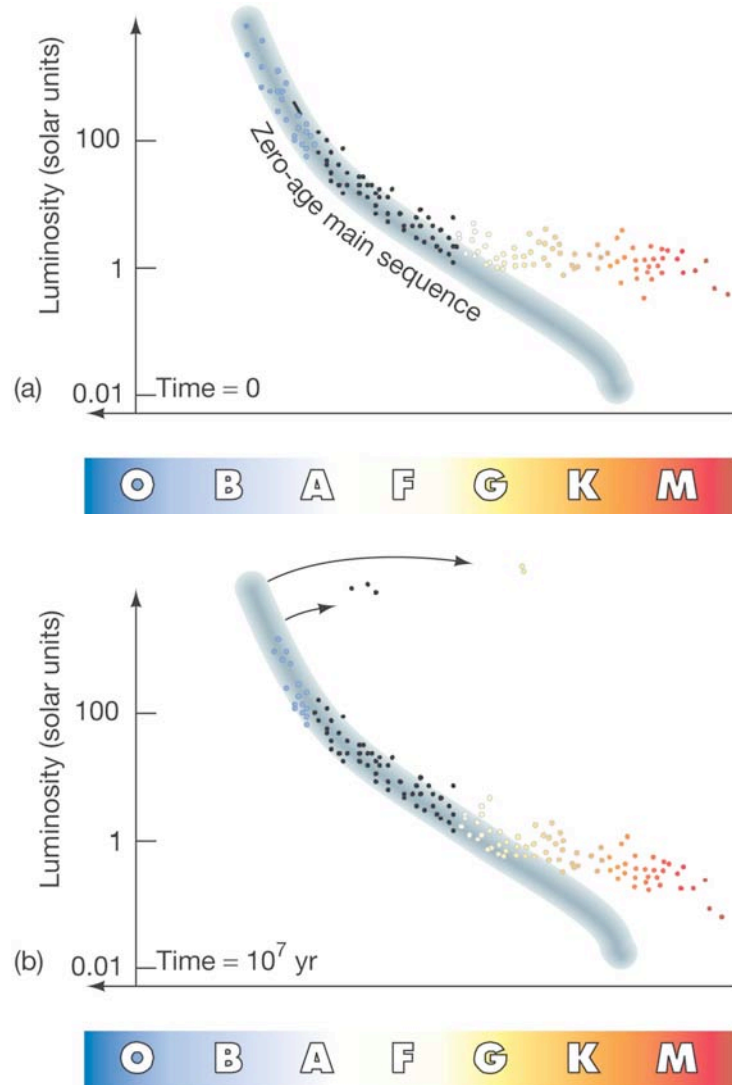 Luminosity (solar units)
100
1
0.01
Zero-age main sequence
(a)
Time = 0
O B A F G K M
Luminosity (solar units)
100
1
0.01
(b)
Time = 10⁷ yr
O B A F G K M